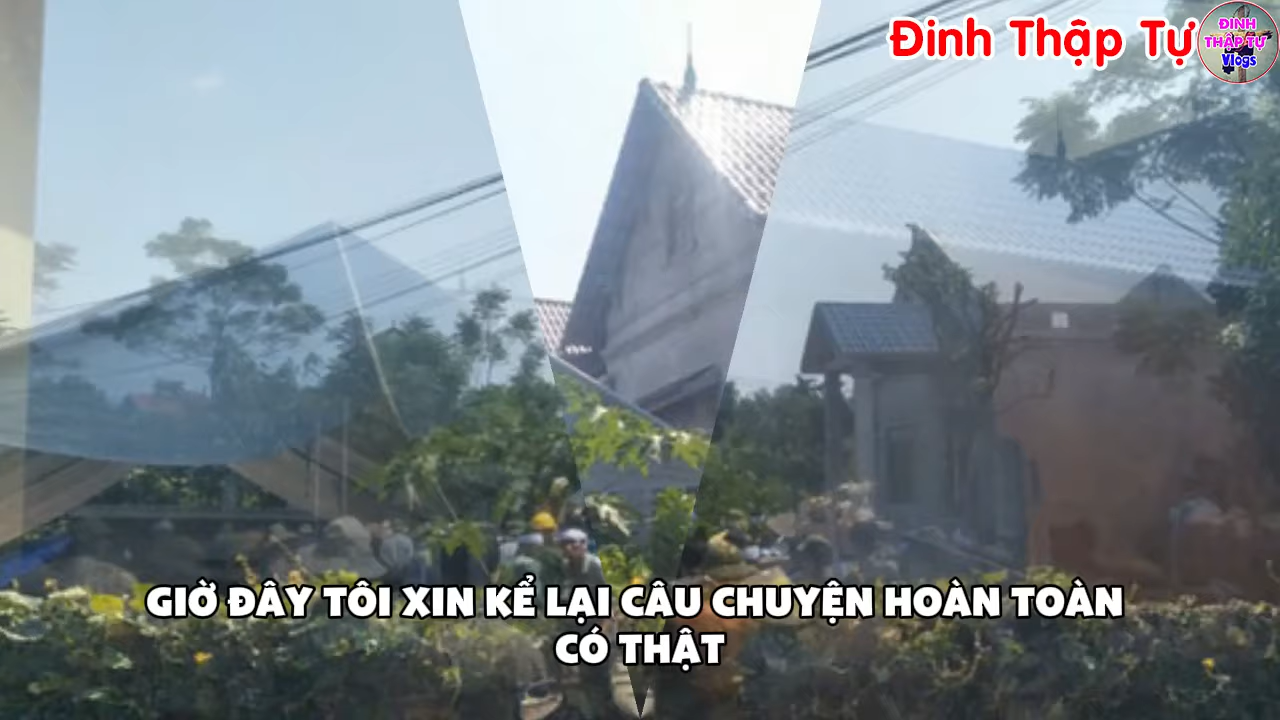 Đinh Thập Tự
ĐINH
THẬP TỰ
Vlogs
GIỜ ĐÂY TÔI XIN KỂ LẠI CÂU CHUYỆN HOÀN TOÀN
CÓ THẬT